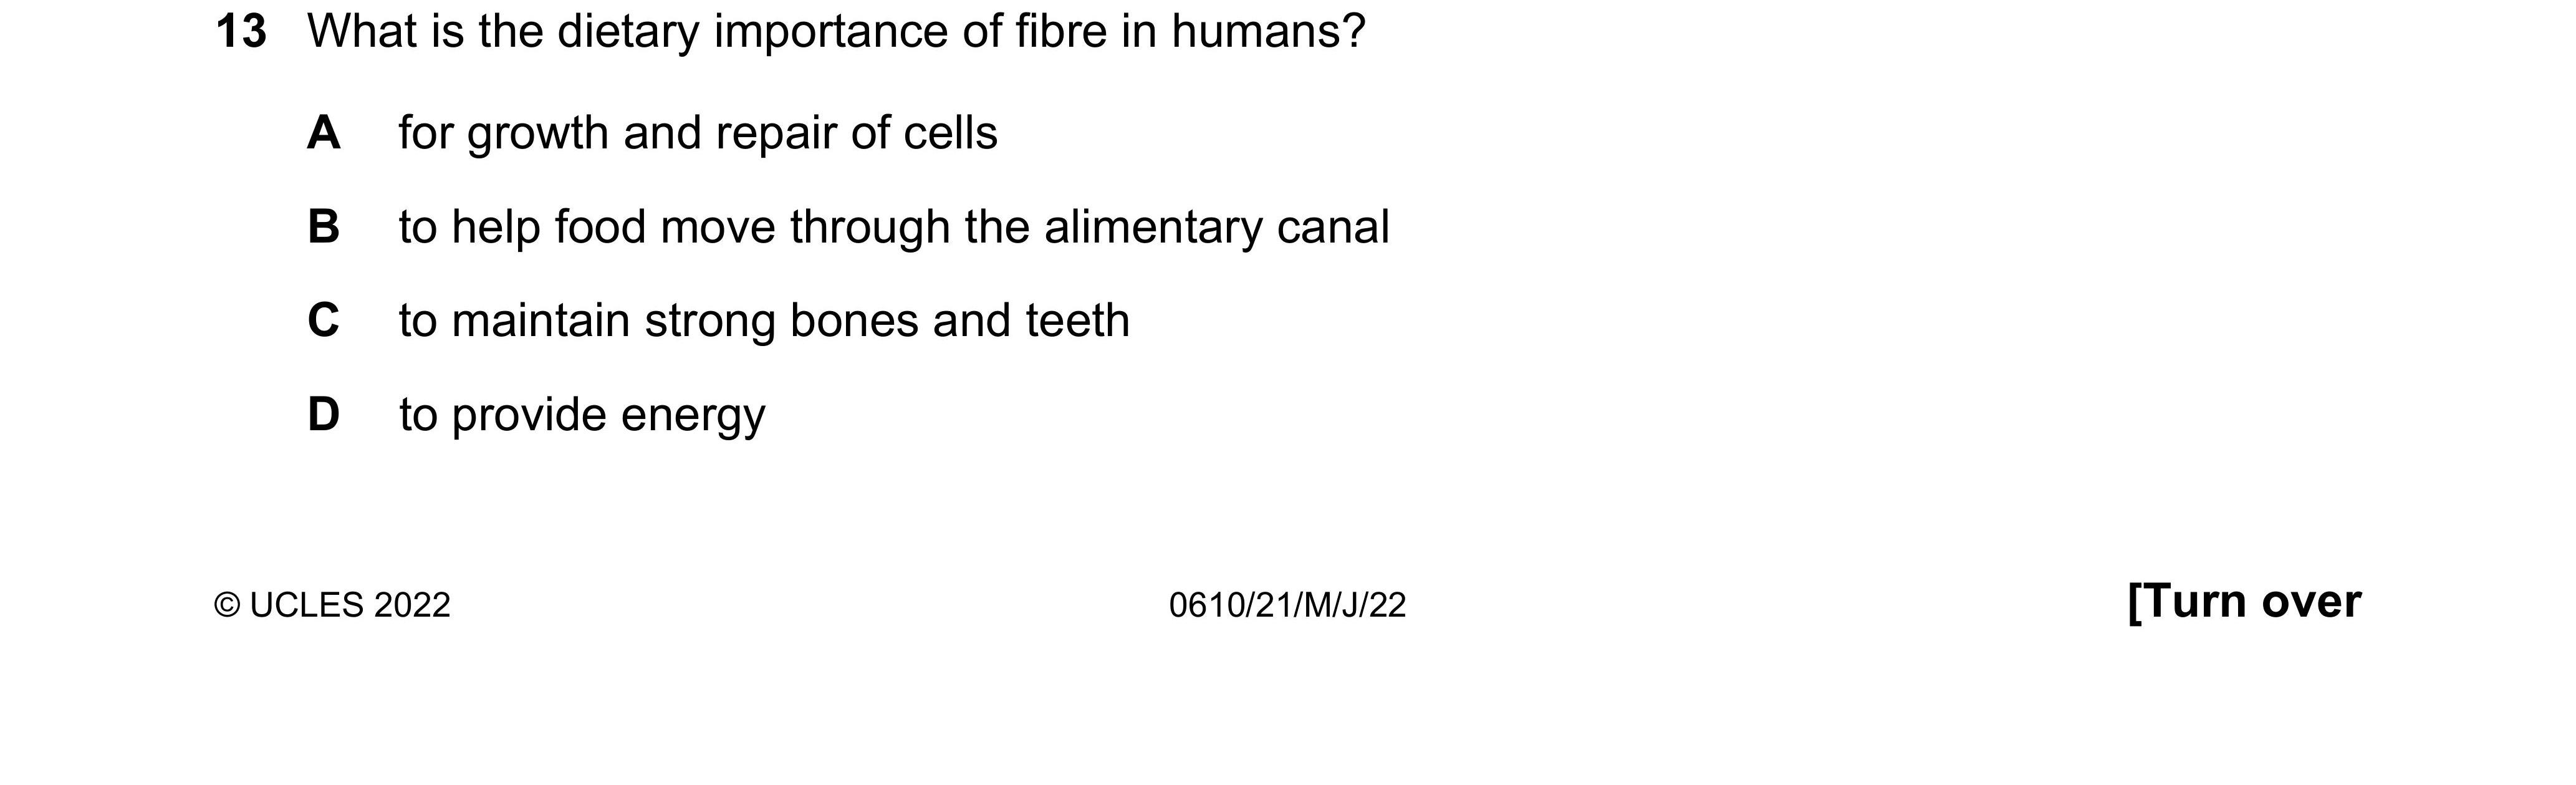 13 What is the dietary importance of fibre in humans?
A for growth and repair of cells
B to help food move through the alimentary canal
C to maintain strong bones and teeth
D to provide energy
© UCLES 2022 0610/21/M/J/22 [Turn over